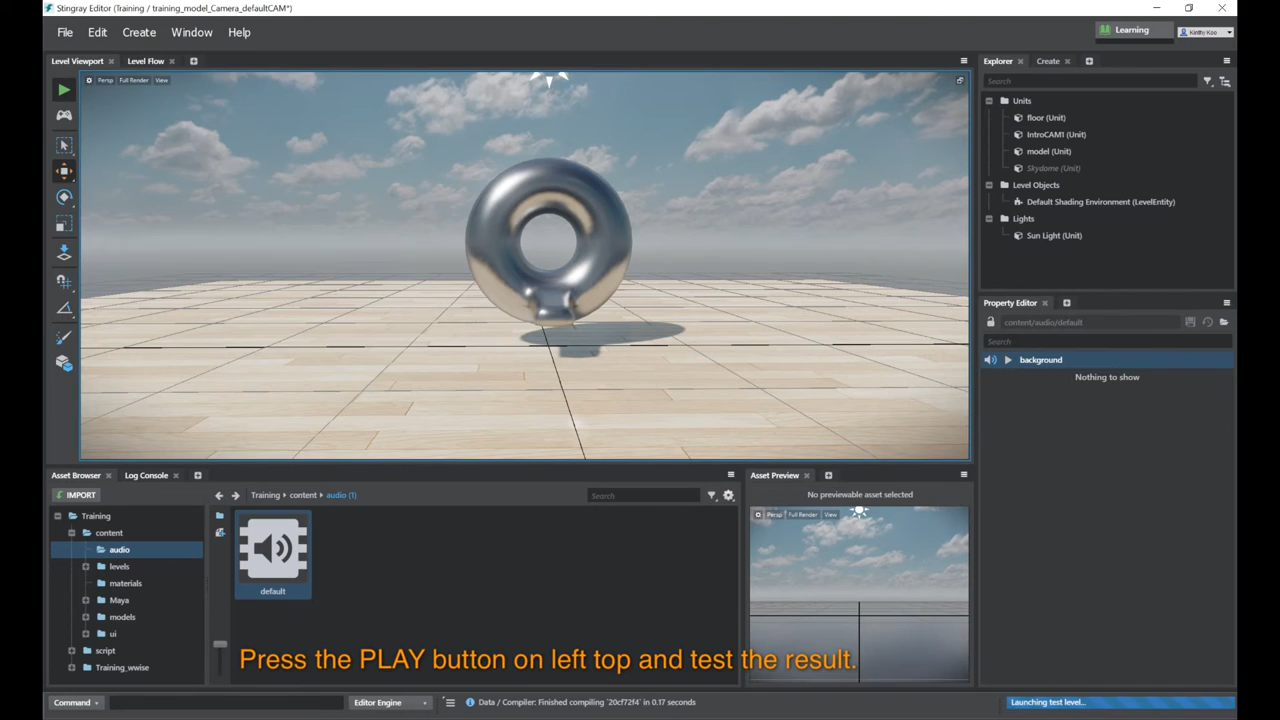 Stingray Editor (Training / training_model_Camera_defaultCAM*)
File Edit Create Window Help
Learning
Kinthy Koo
Level Viewport Level Flow
Persp Full Render View
Explorer Create
Search
Units
floor (Unit)
IntroCAM1 (Unit)
model (Unit)
Skydome (Unit)
Level Objects
Default Shading Environment (LevelEntity)
Lights
Sun Light (Unit)
Property Editor
content/audio/default
Search
background
Nothing to show
Asset Browser Log Console
IMPORT
Training content audio (1)
Search
Training
content
audio
levels
materials
Maya
models
ui
script
Training_wwise
default
Asset Preview
No previewable asset selected
Persp Full Render View
Press the PLAY button on left top and test the result.
Command
Editor Engine
Data / Compiler: Finished compiling `20cf72f4` in 0.17 seconds
Launching test level...